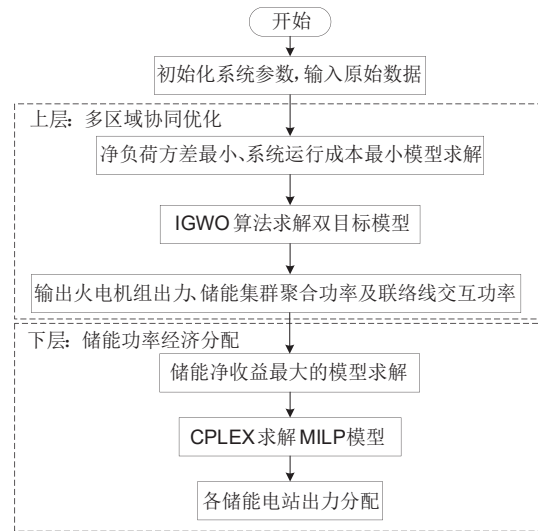 开始
初始化系统参数,输入原始数据
上层: 多区域协同优化
净负荷方差最小、系统运行成本最小模型求解
IGWO 算法求解双目标模型
输出火电机组出力、储能集群聚合功率及联络线交互功率
下层: 储能功率经济分配
储能净收益最大的模型求解
CPLEX 求解 MILP模型
各储能电站出力分配